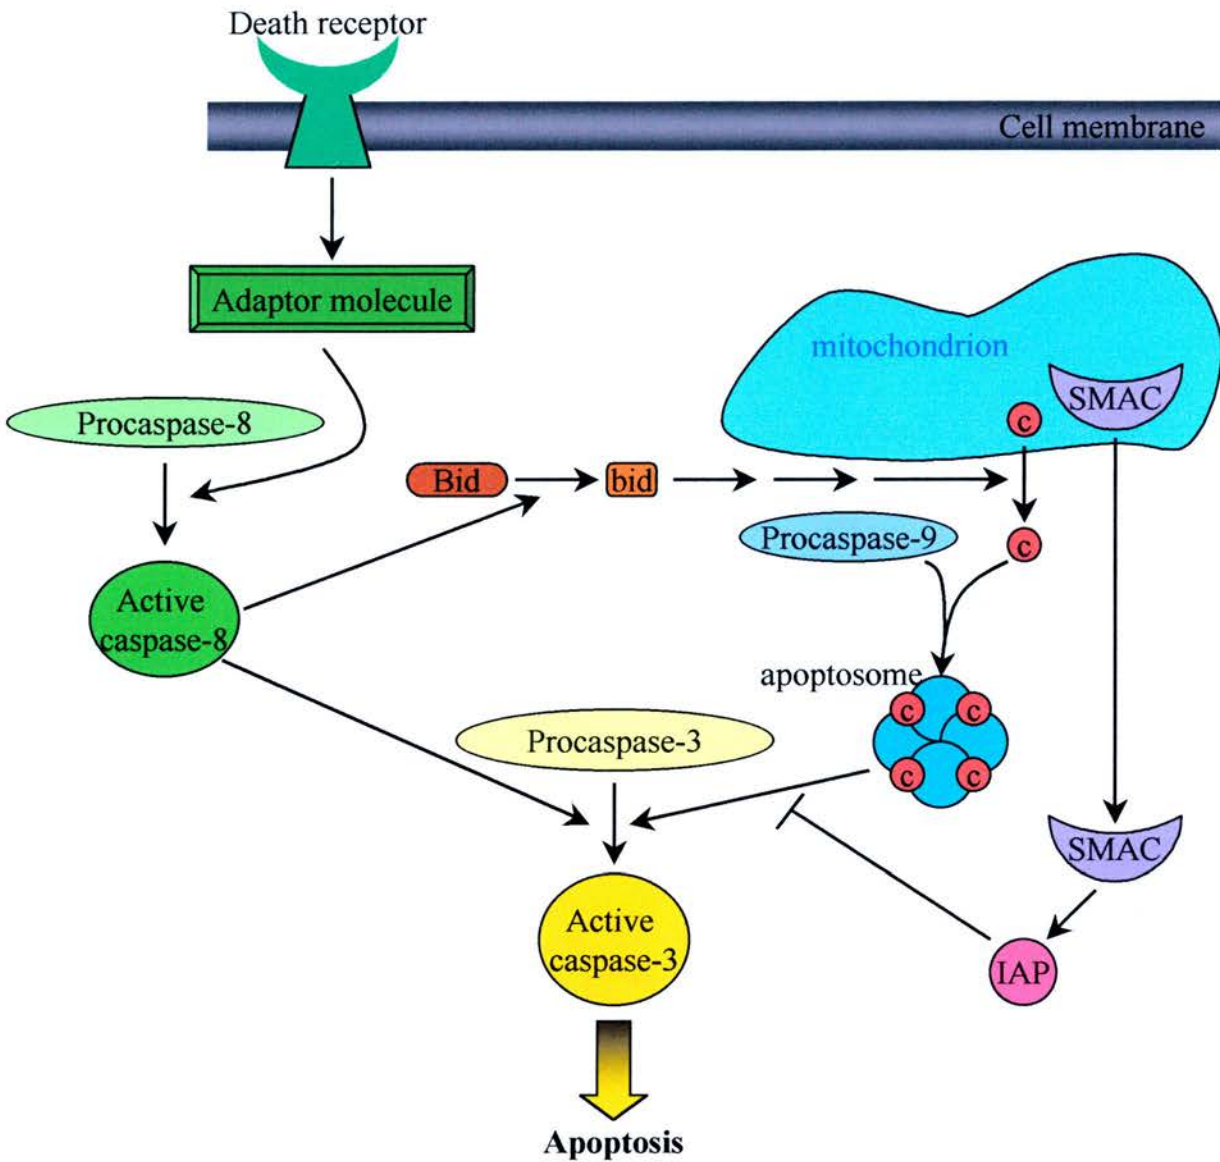 Death receptor
Cell membrane
Adaptor molecule
mitochondrion
SMAC
c
Procaspase-8
Bid
bid
Procaspase-9
c
Active
caspase-8
apoptosome
c
c
Procaspase-3
c
c
SMAC
Active
caspase-3
IAP
Apoptosis